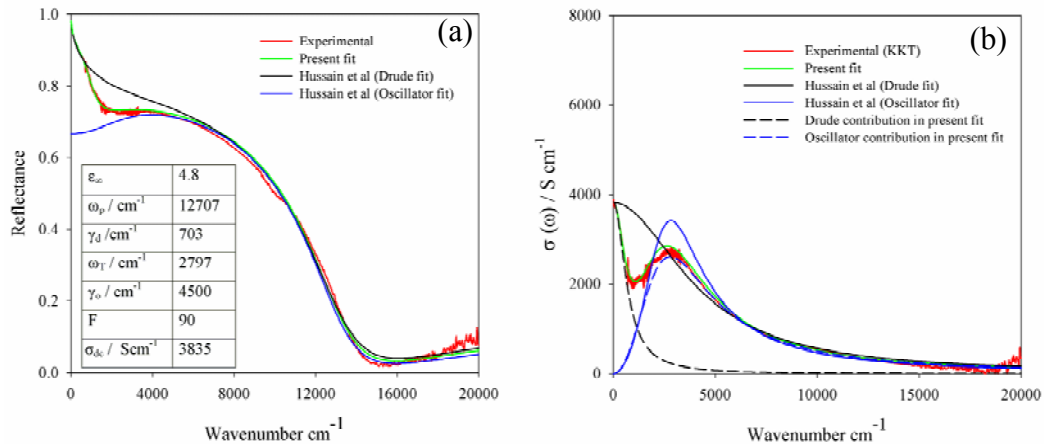 (a)
Experimental
Present fit
Hussain et al (Drude fit)
Hussain et al (Oscillator fit)
Reflectance
1.0
0.8
0.6
0.4
0.2
0.0
ε∞ 4.8
ωp / cm-1 12707
γd /cm-1 703
ωT / cm-1 2797
γo / cm-1 4500
F 90
σdc / Scm-1 3835
0 4000 8000 12000 16000 20000
Wavenumber cm-1
(b)
Experimental (KKT)
Present fit
Hussain et al (Drude fit)
Hussain et al (Oscillator fit)
Drude contribution in present fit
Oscillator contribution in present fit
σ (ω) / S cm-1
8000
6000
4000
2000
0
0 5000 10000 15000 20000
Wavenumber cm-1